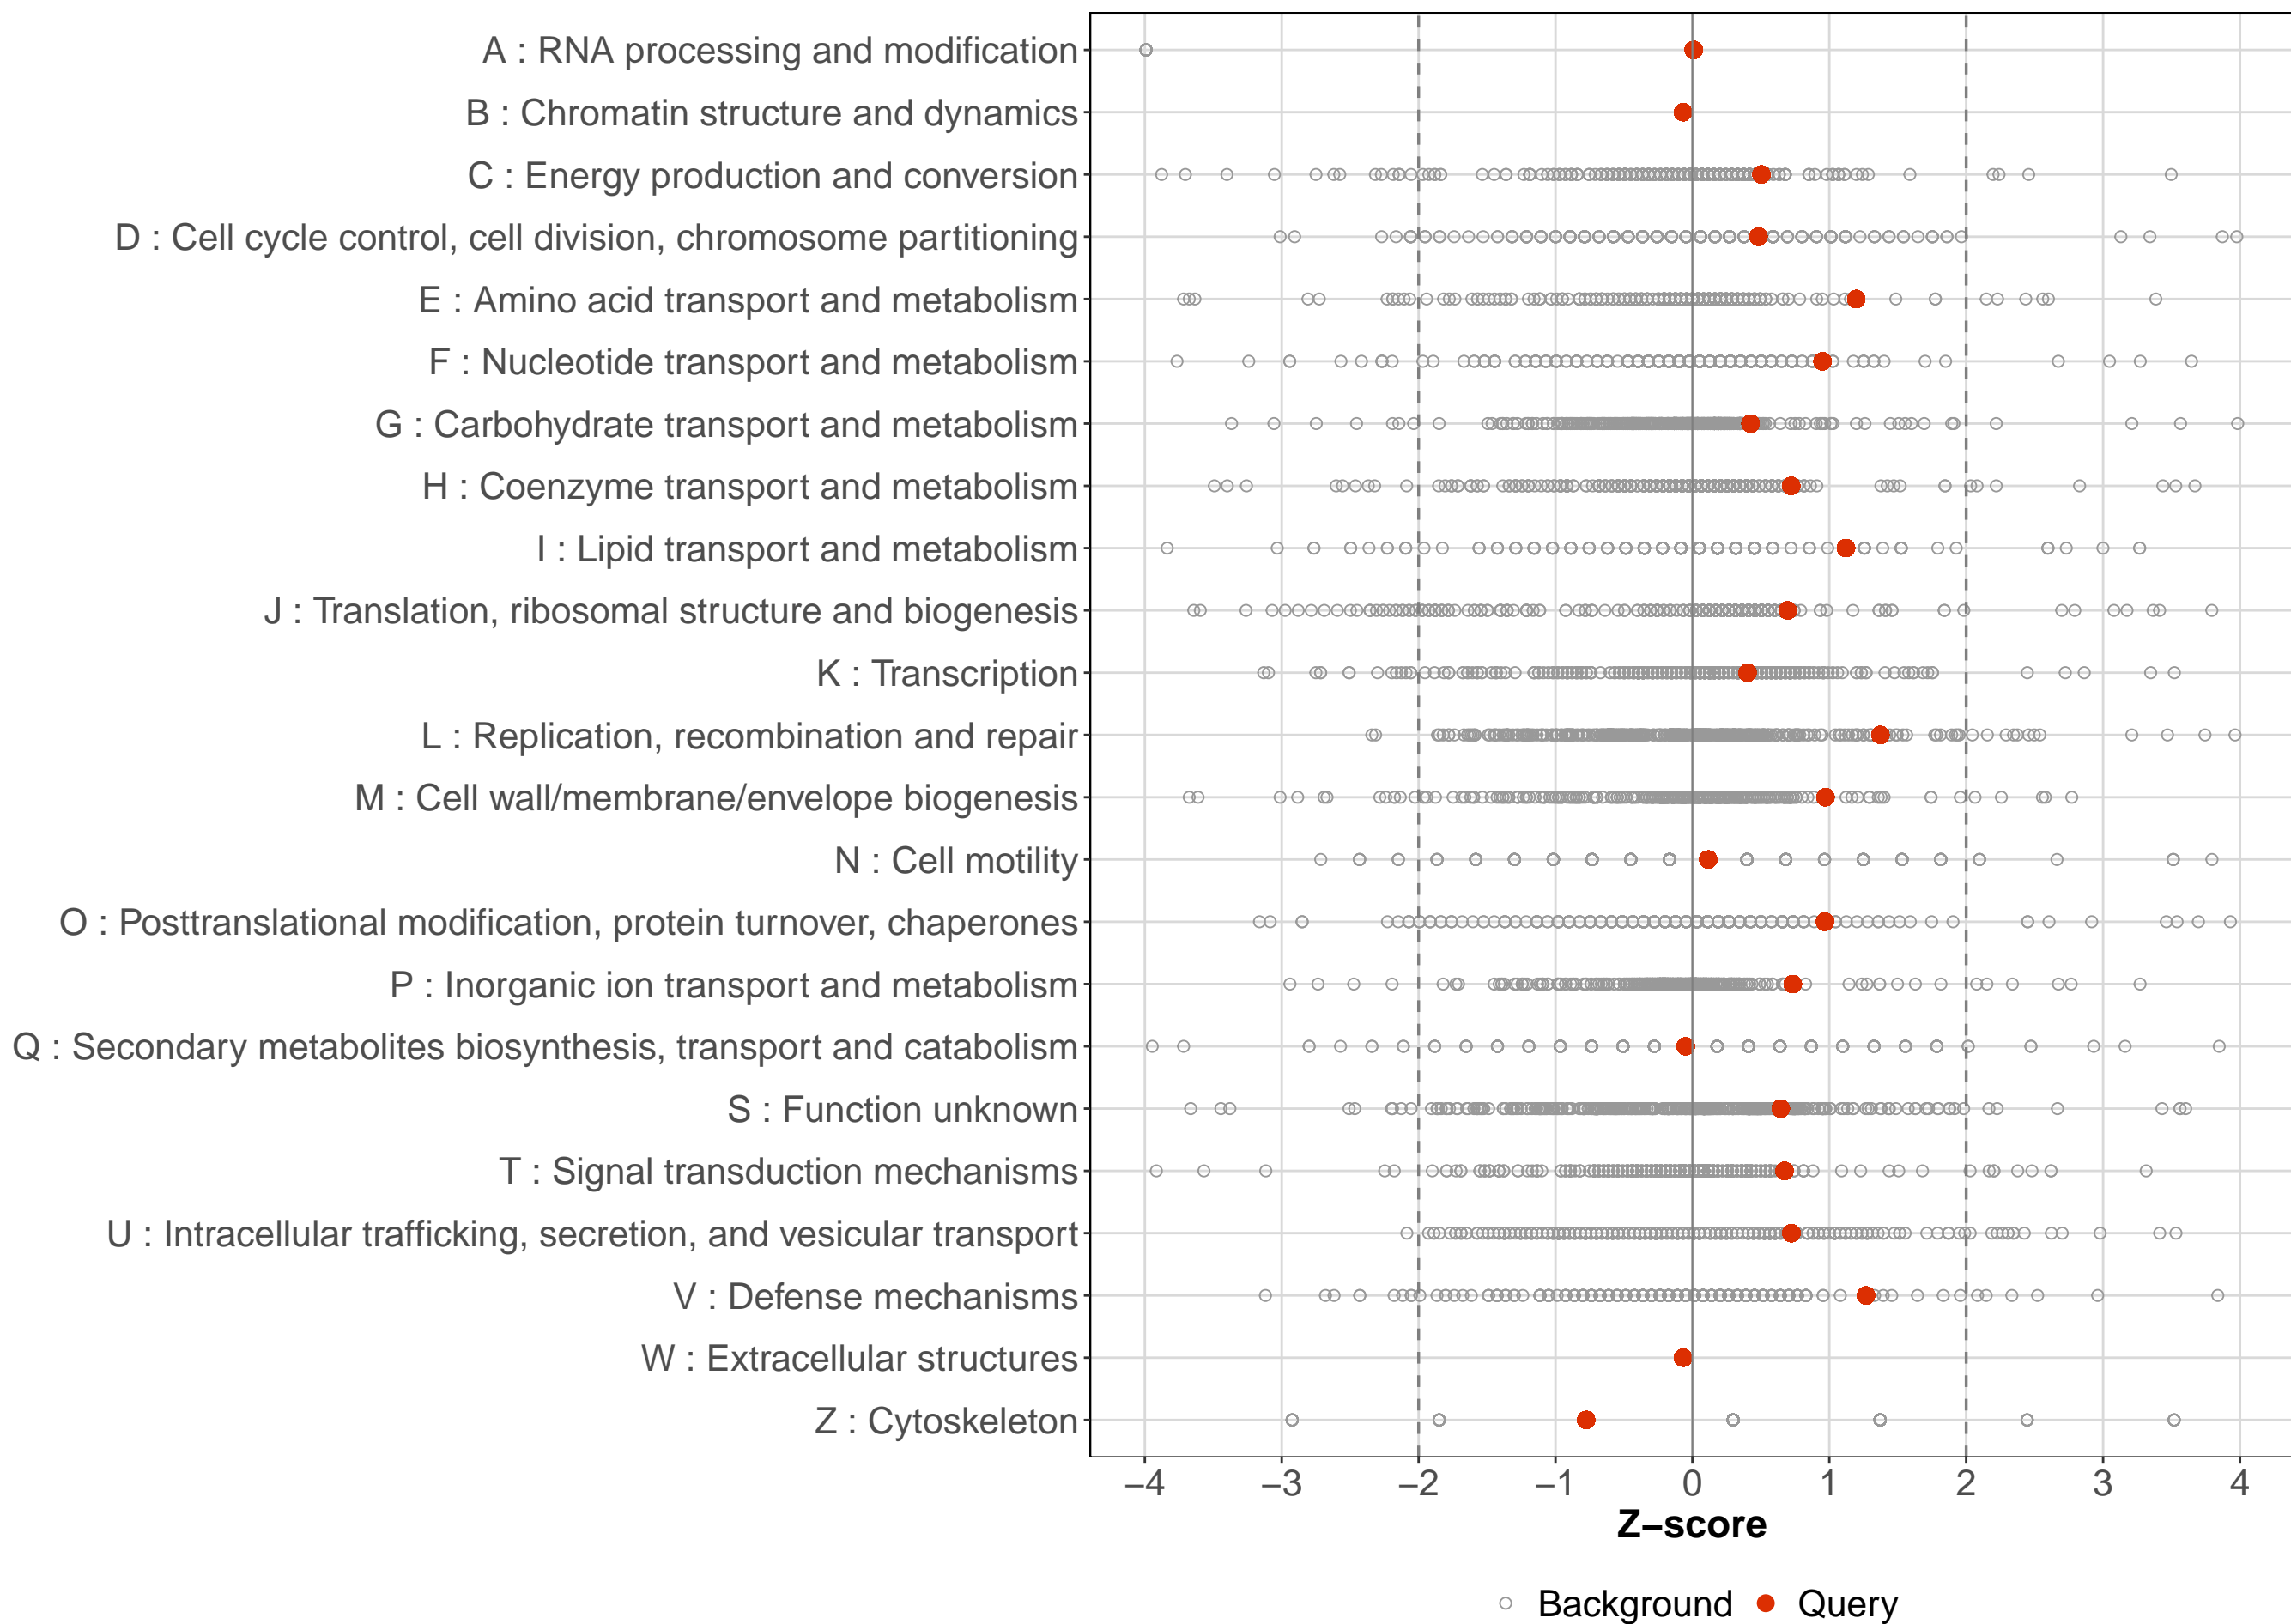 A : RNA processing and modification
B : Chromatin structure and dynamics
C : Energy production and conversion
D : Cell cycle control, cell division, chromosome partitioning
E : Amino acid transport and metabolism
F : Nucleotide transport and metabolism
G : Carbohydrate transport and metabolism
H : Coenzyme transport and metabolism
I : Lipid transport and metabolism
J : Translation, ribosomal structure and biogenesis
K : Transcription
L : Replication, recombination and repair
M : Cell wall/membrane/envelope biogenesis
N : Cell motility
O : Posttranslational modification, protein turnover, chaperones
P : Inorganic ion transport and metabolism
Q : Secondary metabolites biosynthesis, transport and catabolism
S : Function unknown
T : Signal transduction mechanisms
U : Intracellular trafficking, secretion, and vesicular transport
V : Defense mechanisms
W : Extracellular structures
Z : Cytoskeleton
−4 −3 −2 −1 0 1 2 3 4
Z−score
Background Query